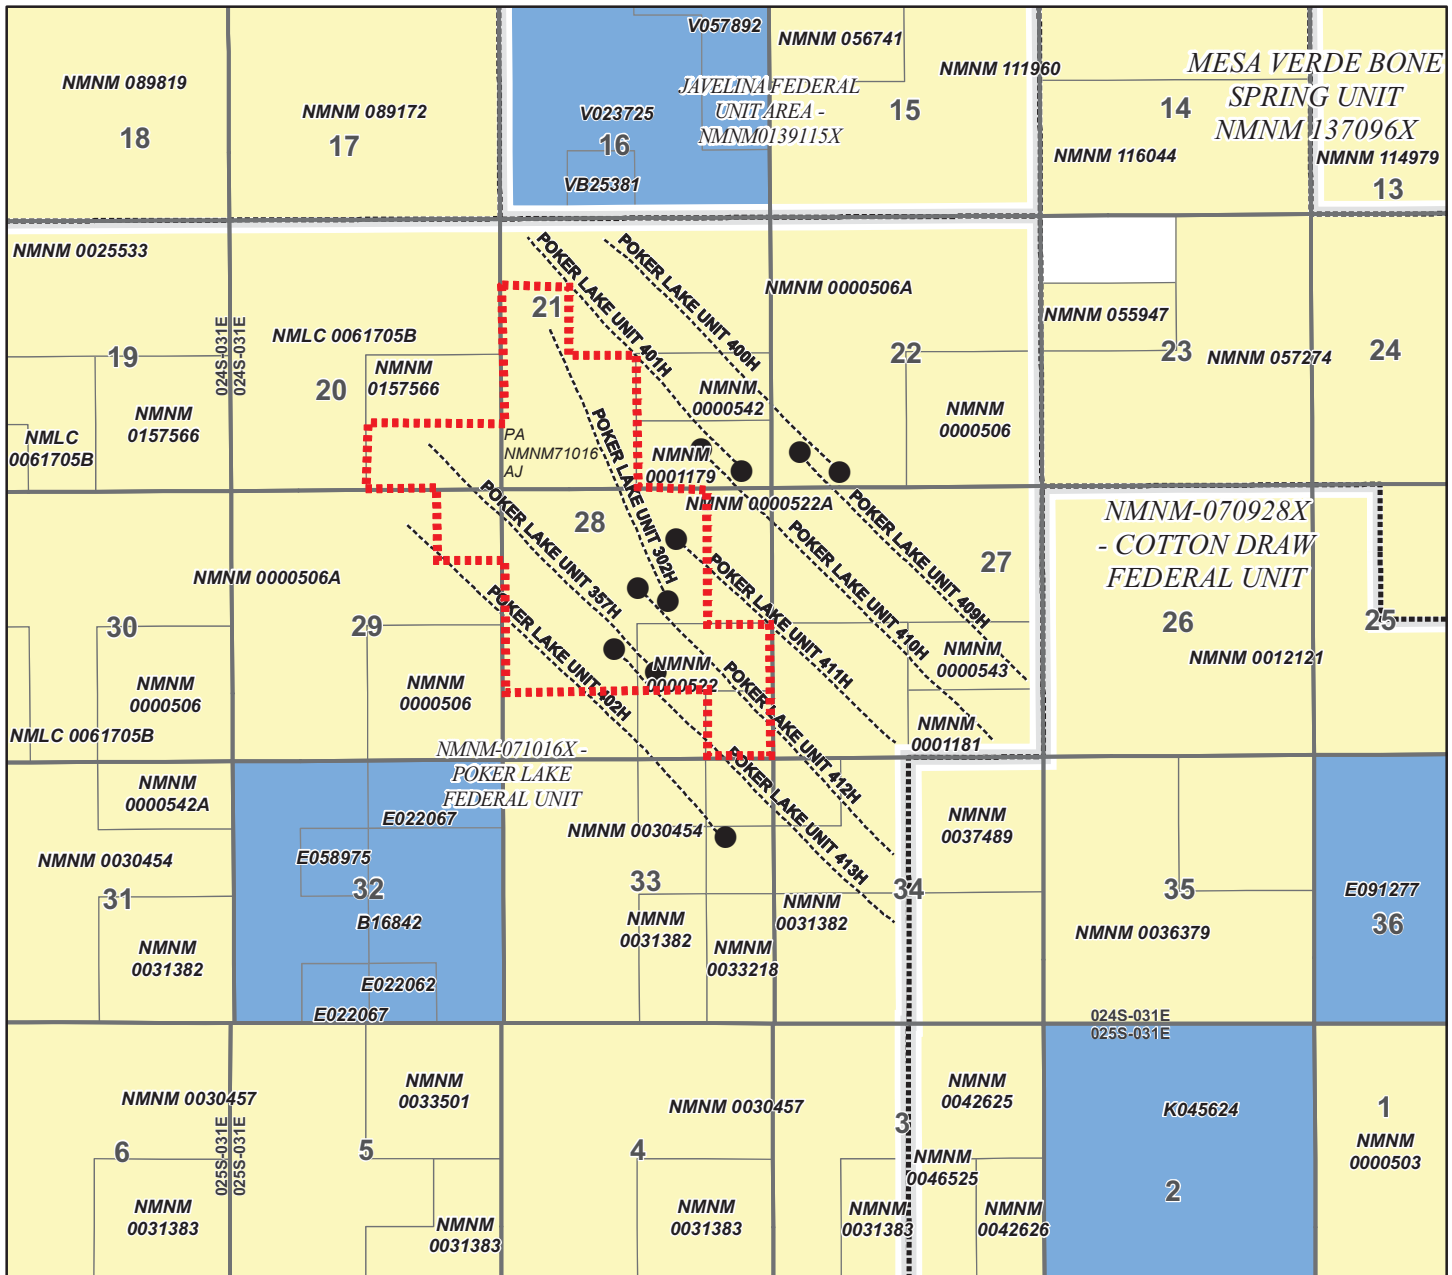 V057892
NMNM 056741
NMNM 089819
NMNM 111960
MESA VERDE BONE
SPRING UNIT
NMNM 137096X
JAVELINA FEDERAL
UNIT AREA -
NMNM0139115X
NMNM 089172
V023725
15
14
18
17
16
NMNM 116044
NMNM 114979
VB25381
13
NMNM 0025533
POKER LAKE UNIT 401H
POKER LAKE UNIT 400H
NMNM 0000506A
21
NMNM 055947
024S-031E
024S-031E
NMLC 0061705B
19
22
23
NMNM 057274
24
NMNM
0157566
20
NMNM
0000542
NMNM
0157566
NMNM
0000506
NMLC
0061705B
PA
NMNM71016
AJ
POKER LAKE UNIT 302H
NMNM
0001179
NMNM 0000522A
28
POKER LAKE UNIT 357H
POKER LAKE UNIT 410H
POKER LAKE UNIT 409H
NMNM-070928X
- COTTON DRAW
FEDERAL UNIT
27
NMNM 0000506A
POKER LAKE UNIT 411H
POKER LAKE UNIT 402H
30
29
26
25
NMNM
0000543
NMNM 0012121
NMNM
0000522
NMNM
0000506
NMNM
0000506
POKER LAKE UNIT 412H
NMNM
0001181
NMLC 0061705B
NMNM-071016X -
POKER LAKE
FEDERAL UNIT
POKER LAKE UNIT 413H
NMNM
0000542A
E022067
NMNM 0030454
NMNM
0037489
NMNM 0030454
E058975
31
32
33
34
35
E091277
36
B16842
NMNM
0031382
NMNM
0031382
NMNM 0036379
NMNM
0031382
NMNM
0033218
E022062
E022067
024S-031E
025S-031E
NMNM
0033501
NMNM
0042625
NMNM 0030457
NMNM 0030457
K045624
1
3
6
5
4
NMNM
0000503
025S-031E
025S-031E
NMNM
0046525
2
NMNM
0031383
NMNM
0031383
NMNM
0031383
NMNM
0031383
NMNM
0042626